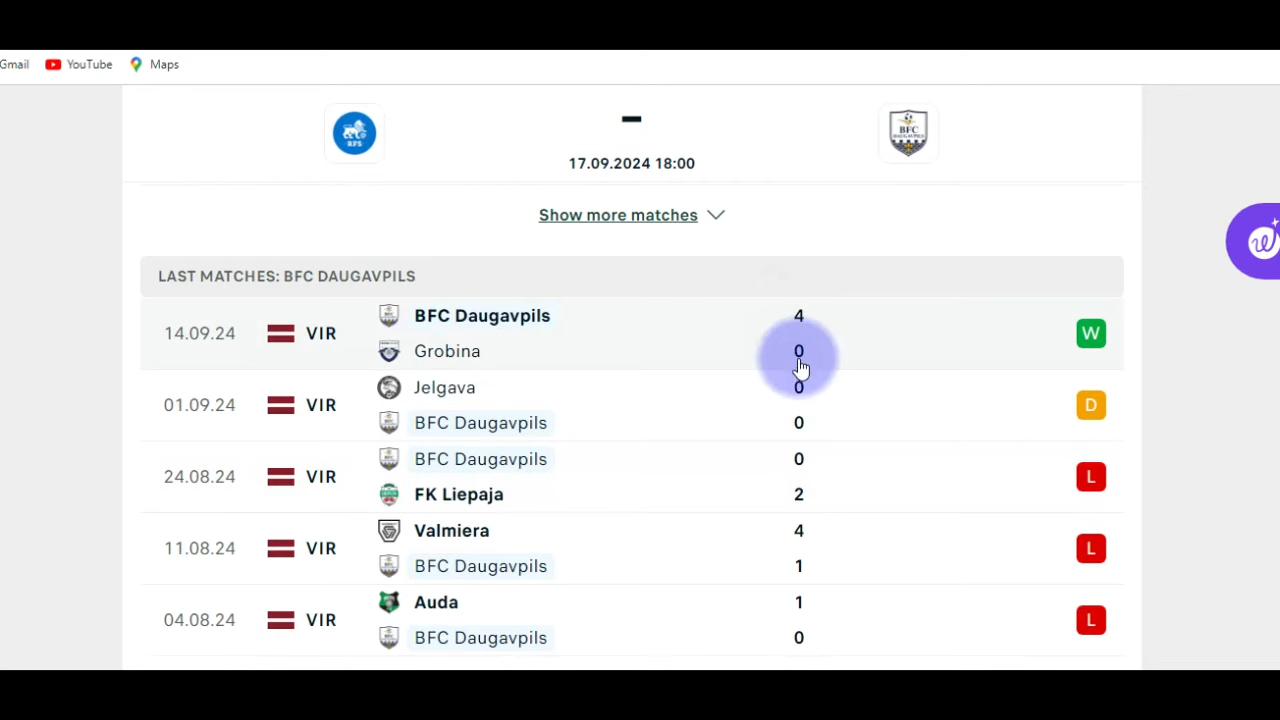 Gmail YouTube Maps
RFS
BFC
DAUGAVPILS
-
17.09.2024 18:00
Show more matches
LAST MATCHES: BFC DAUGAVPILS
14.09.24 VIR BFC Daugavpils 4 W
Grobina 0
01.09.24 VIR Jelgava 0 D
BFC Daugavpils 0
24.08.24 VIR BFC Daugavpils 0 L
FK Liepaja 2
11.08.24 VIR Valmiera 4 L
BFC Daugavpils 1
04.08.24 VIR Auda 1 L
BFC Daugavpils 0